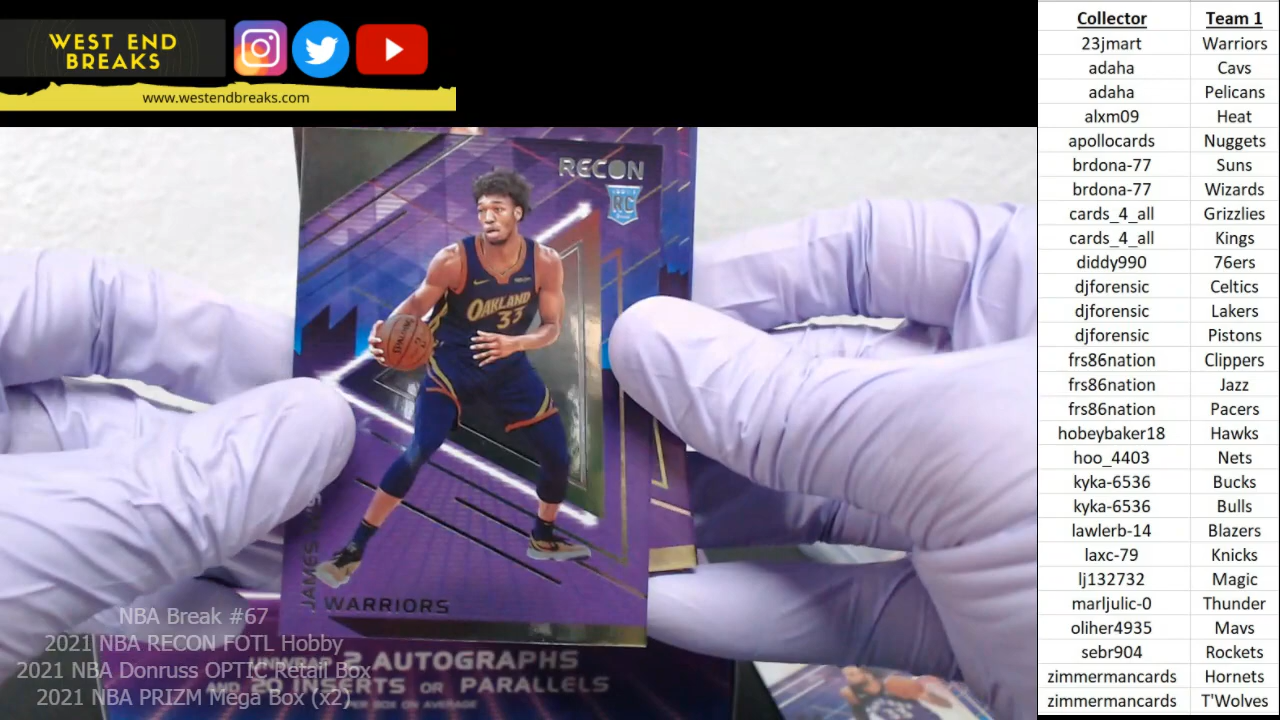 WEST END
BREAKS
www.westendbreaks.com
RECON
RC
OAKLAND
33
SPALDING
JAMES
WARRIORS
2 AUTOGRAPHS
20 INSERTS OR PARALLELS
PER BOX ON AVERAGE
NBA Break #67
2021 NBA RECON FOTL Hobby
2021 NBA Donruss OPTIC Retail Box
2021 NBA PRIZM Mega Box (x2)
Collector Team 1
23jmart Warriors
adaha Cavs
adaha Pelicans
alxm09 Heat
apollocards Nuggets
brdona-77 Suns
brdona-77 Wizards
cards_4_all Grizzlies
cards_4_all Kings
diddy990 76ers
djforensic Celtics
djforensic Lakers
djforensic Pistons
frs86nation Clippers
frs86nation Jazz
frs86nation Pacers
hobeybaker18 Hawks
hoo_4403 Nets
kyka-6536 Bucks
kyka-6536 Bulls
lawlerb-14 Blazers
laxc-79 Knicks
lj132732 Magic
marljulic-0 Thunder
oliher4935 Mavs
sebr904 Rockets
zimmermancards Hornets
zimmermancards T'Wolves